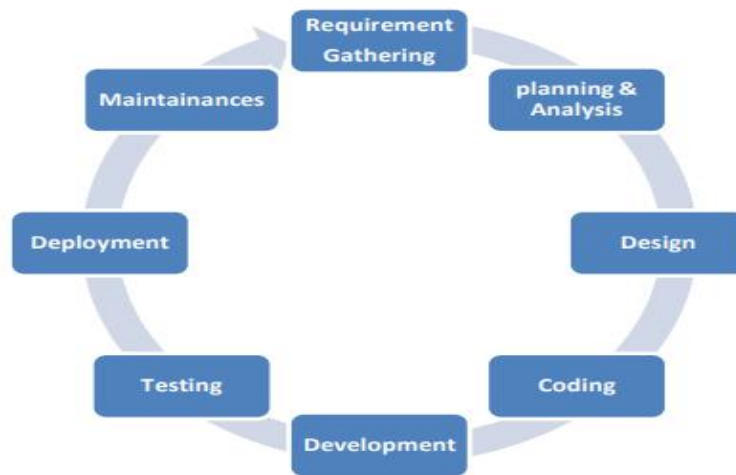 Requirement
Gathering
planning &
Analysis
Design
Coding
Development
Testing
Deployment
Maintainances